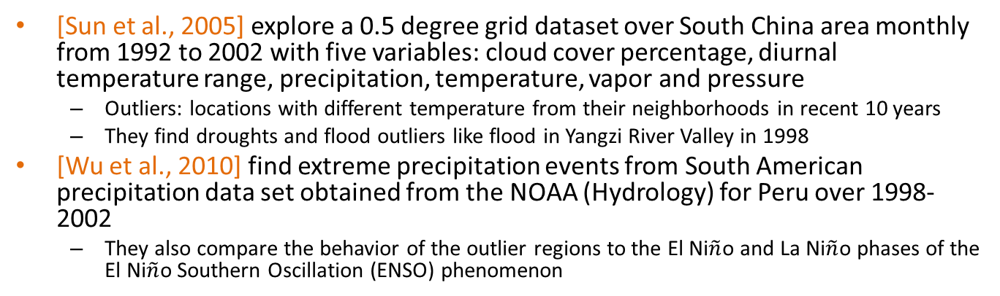 • [Sun et al., 2005] explore a 0.5 degree grid dataset over South China area monthly
from 1992 to 2002 with five variables: cloud cover percentage, diurnal
temperature range, precipitation, temperature, vapor and pressure
– Outliers: locations with different temperature from their neighborhoods in recent 10 years
– They find droughts and flood outliers like flood in Yangzi River Valley in 1998
• [Wu et al., 2010] find extreme precipitation events from South American
precipitation data set obtained from the NOAA (Hydrology) for Peru over 1998-
2002
– They also compare the behavior of the outlier regions to the El Niño and La Niño phases of the
El Niño Southern Oscillation (ENSO) phenomenon